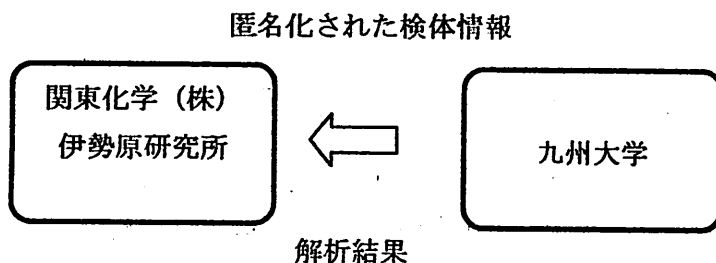 匿名化された検体情報
関東化学（株）
伊勢原研究所
九州大学
解析結果